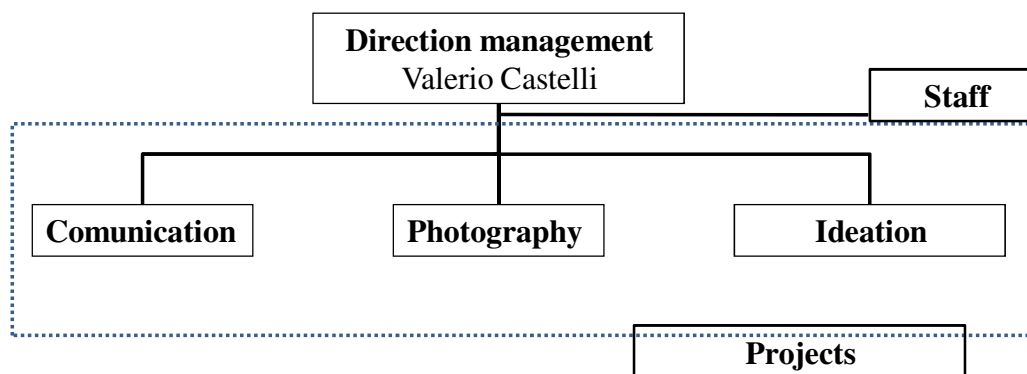 Direction management
Valerio Castelli
Staff
Comunication
Photography
Ideation
Projects